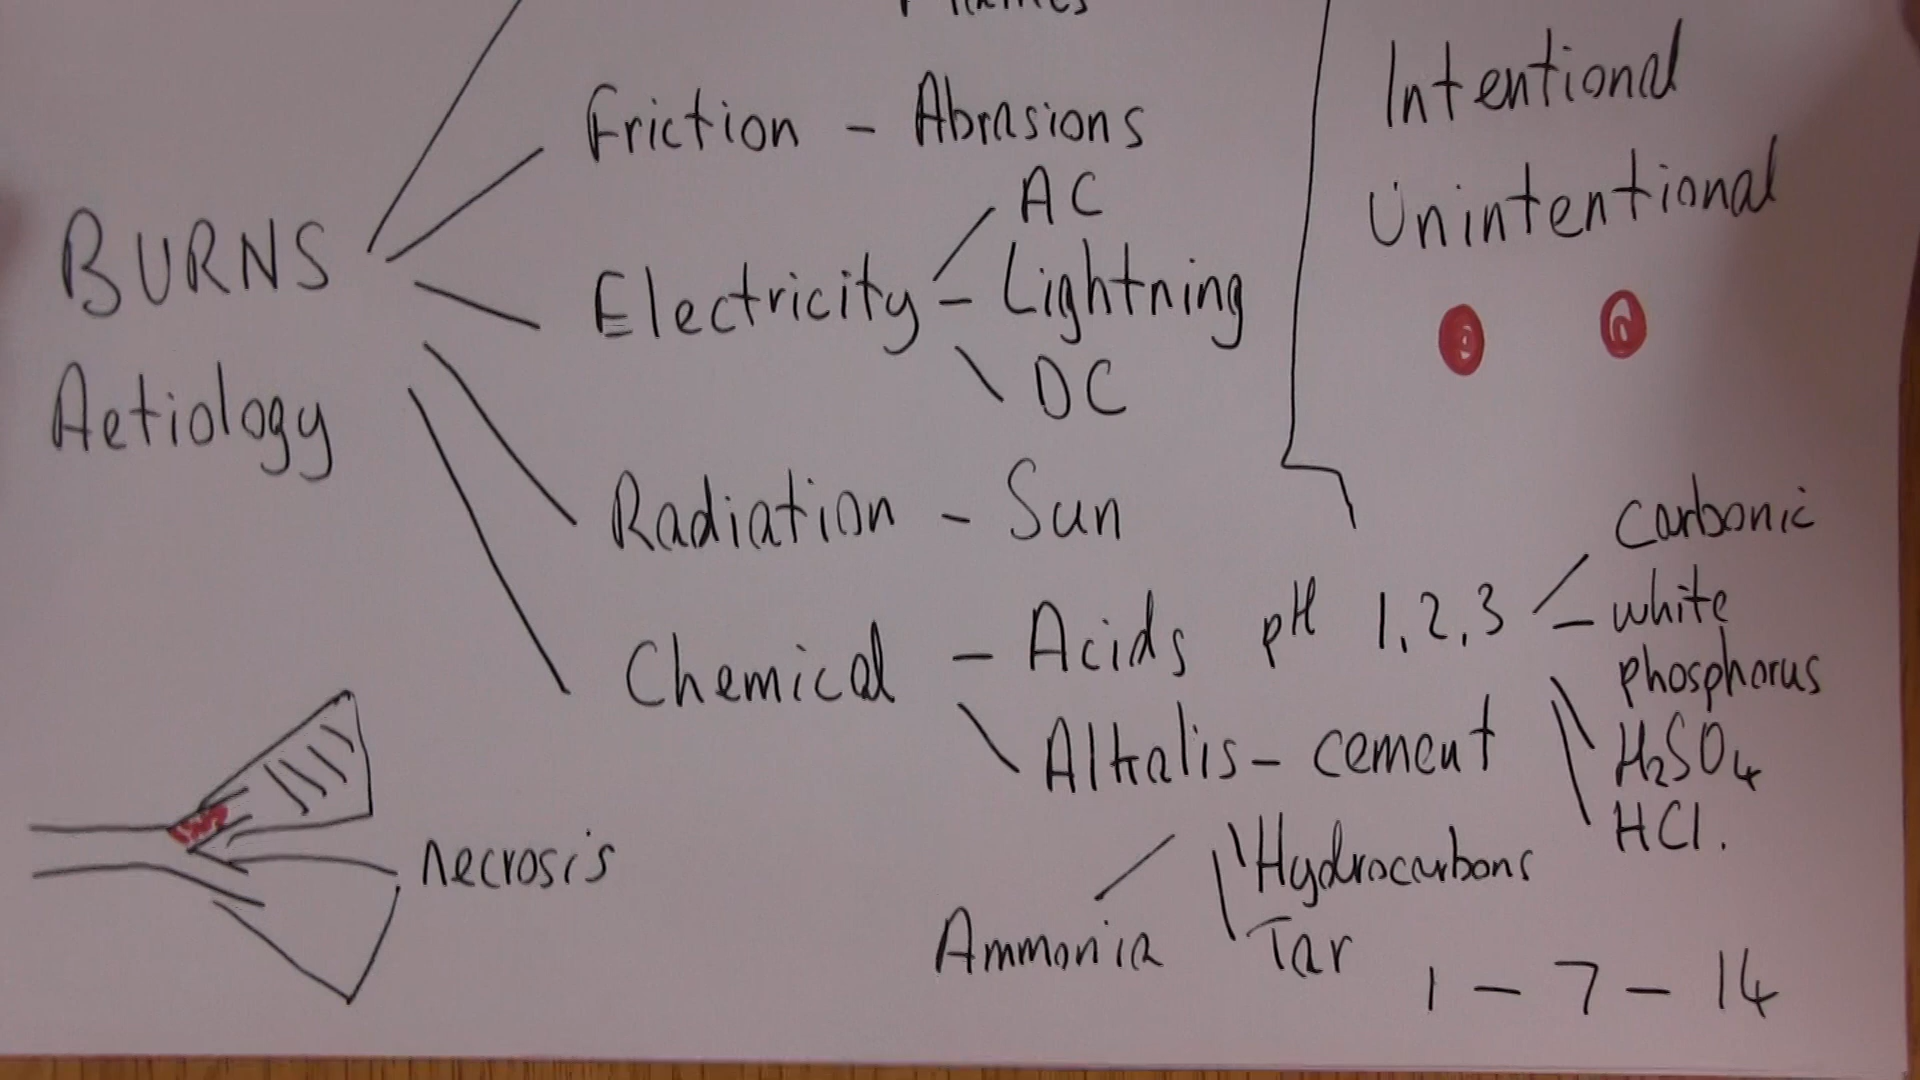 Friction - Abrasions
BURNS
Aetiology
Electricity - AC
Lightning
DC
Radiation - Sun
Chemical - Acids pH 1,2,3
Carbonic
white
phosphorus
H₂SO₄
HCl.
Alkalis - cement
Hydrocarbons
Tar
Ammonia
1 - 7 - 14
necrosis
Intentional
Unintentional